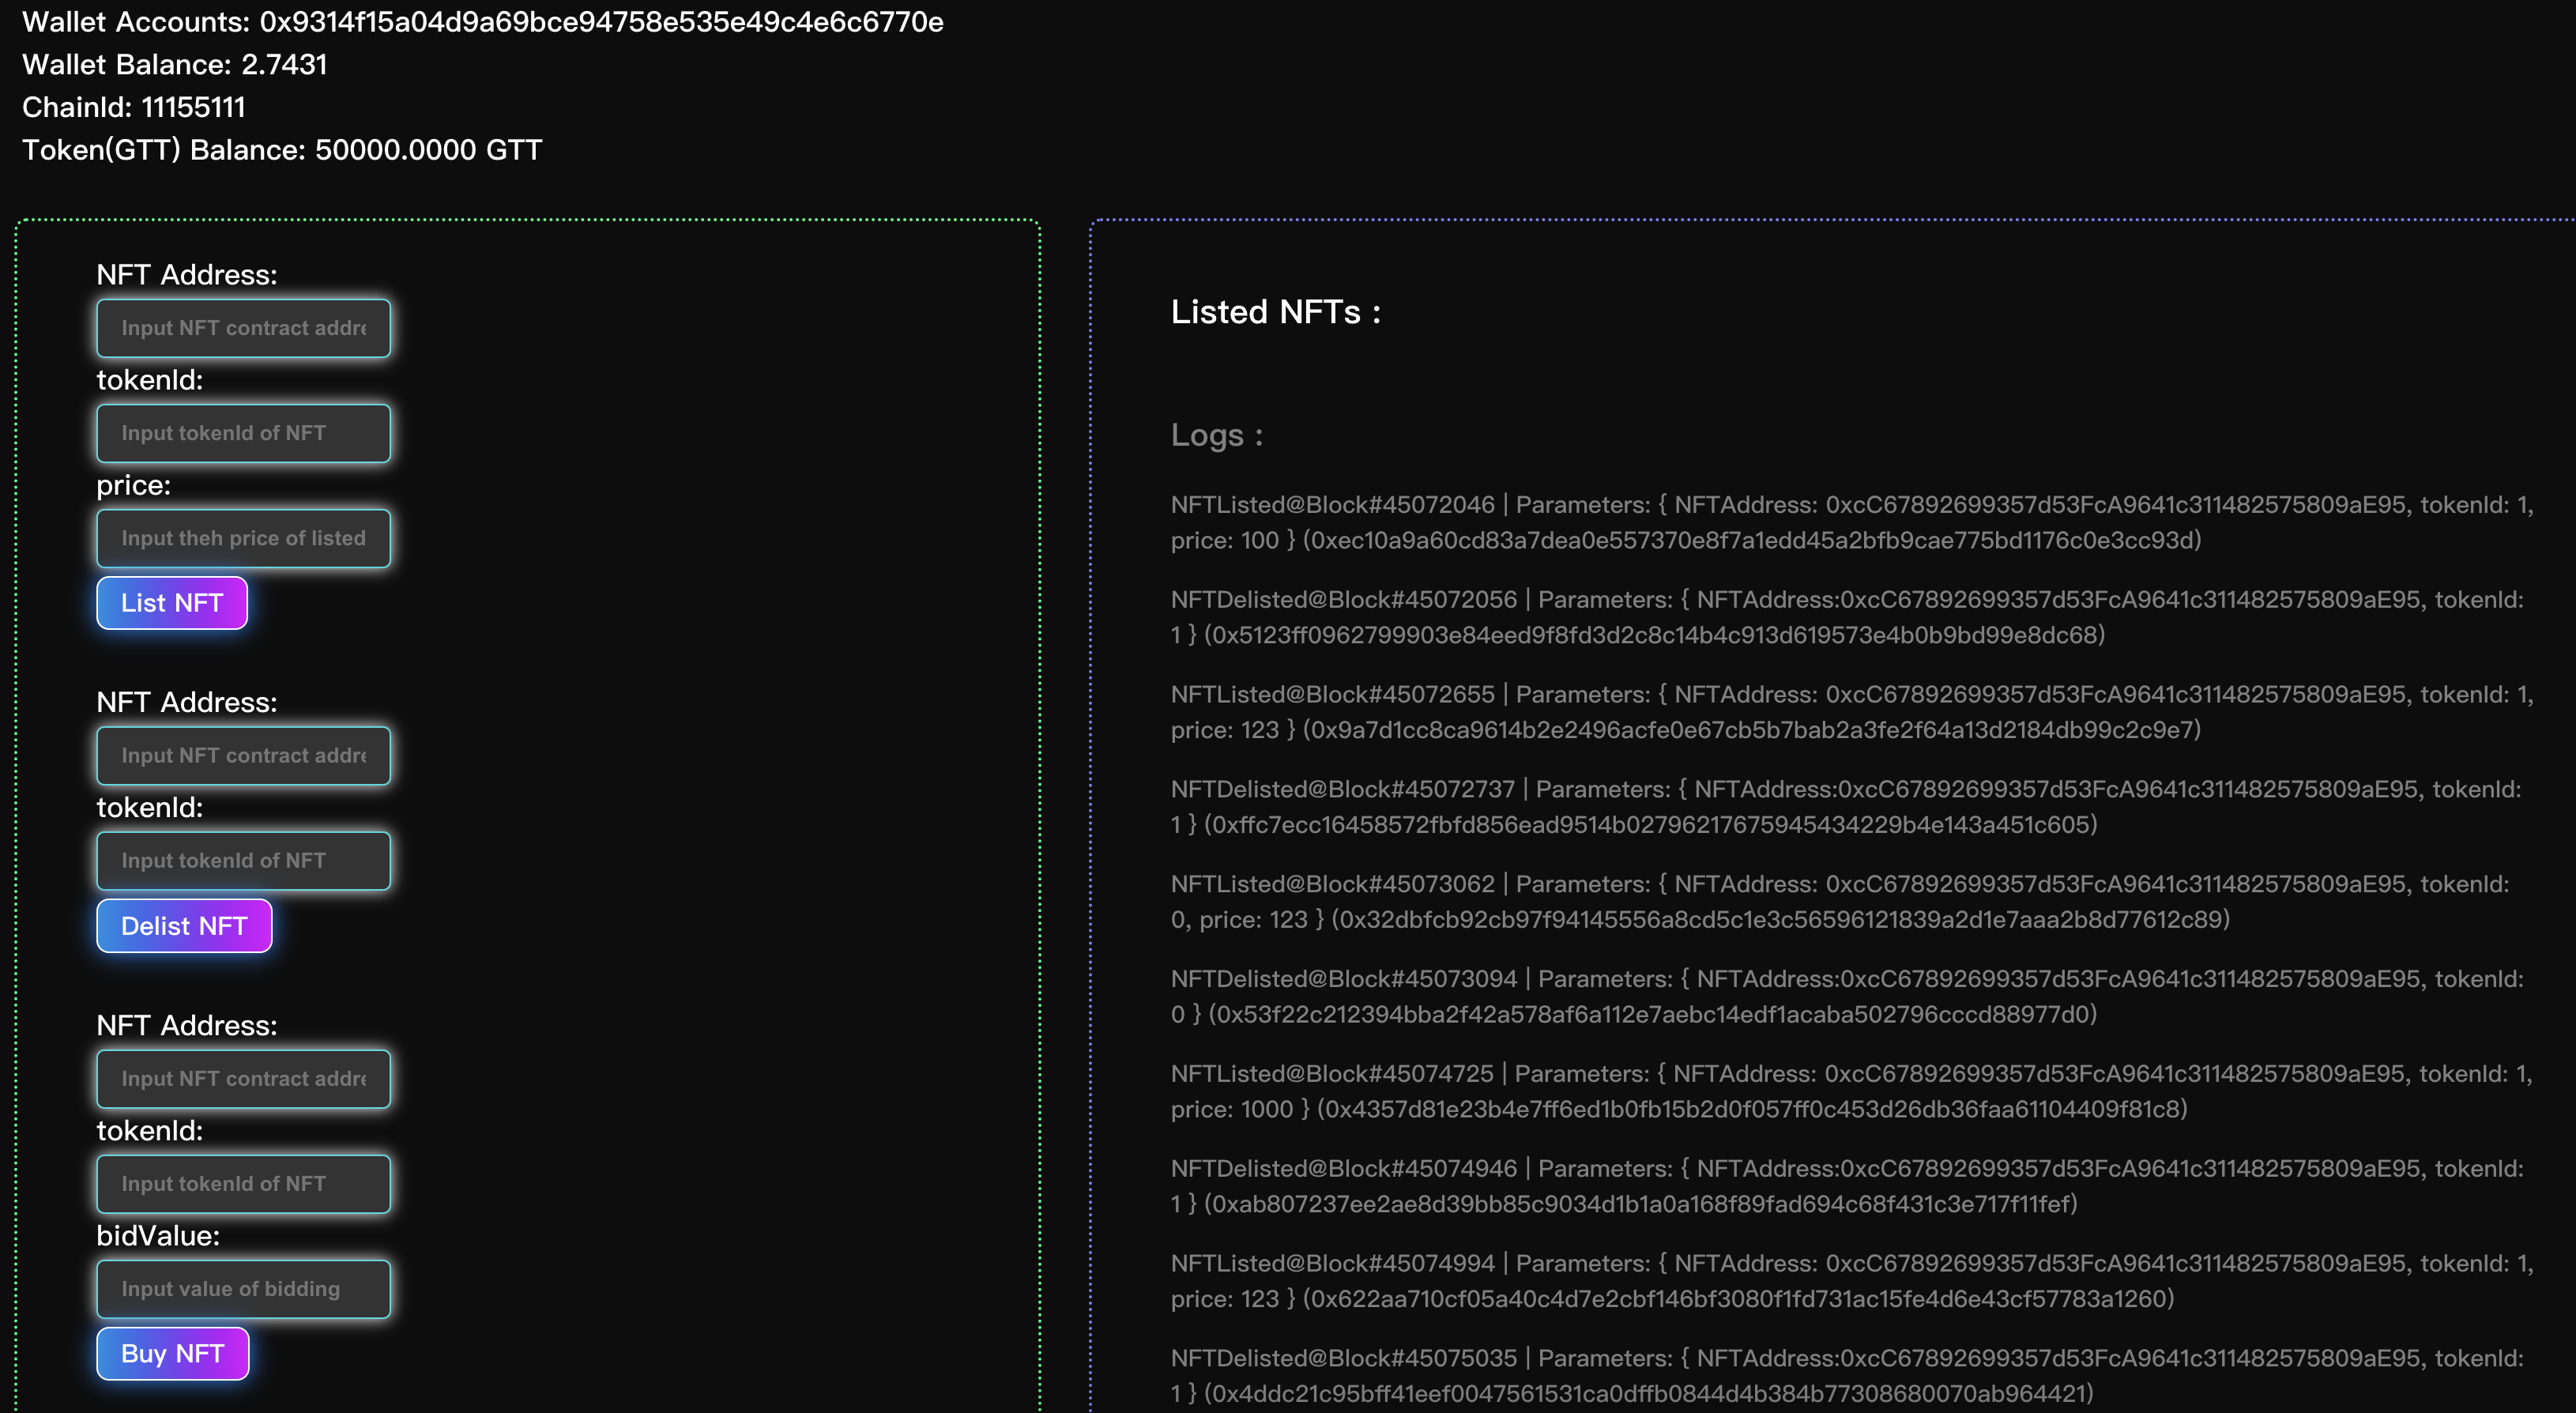 Wallet Accounts: 0x9314f15a04d9a69bce94758e535e49c4e6c6770e
Wallet Balance: 2.7431
ChainId: 11155111
Token(GTT) Balance: 50000.0000 GTT
NFT Address:
Input NFT contract addre
tokenId:
Input tokenId of NFT
price:
Input theh price of listed
List NFT
NFT Address:
Input NFT contract addre
tokenId:
Input tokenId of NFT
Delist NFT
NFT Address:
Input NFT contract addre
tokenId:
Input tokenId of NFT
bidValue:
Input value of bidding
Buy NFT
Listed NFTs :
Logs :
NFTListed@Block#45072046 | Parameters: { NFTAddress: 0xcC67892699357d53FcA9641c311482575809aE95, tokenId: 1,
price: 100 } (0xec10a9a60cd83a7dea0e557370e8f7a1edd45a2bfb9cae775bd1176c0e3cc93d)
NFTDelisted@Block#45072056 | Parameters: { NFTAddress:0xcC67892699357d53FcA9641c311482575809aE95, tokenId:
1 } (0x5123ff0962799903e84eed9f8fd3d2c8c14b4c913d619573e4b0b9bd99e8dc68)
NFTListed@Block#45072655 | Parameters: { NFTAddress: 0xcC67892699357d53FcA9641c311482575809aE95, tokenId: 1,
price: 123 } (0x9a7d1cc8ca9614b2e2496acfe0e67cb5b7bab2a3fe2f64a13d2184db99c2c9e7)
NFTDelisted@Block#45072737 | Parameters: { NFTAddress:0xcC67892699357d53FcA9641c311482575809aE95, tokenId:
1 } (0xffc7ecc16458572fbfd856ead9514b02796217675945434229b4e143a451c605)
NFTListed@Block#45073062 | Parameters: { NFTAddress: 0xcC67892699357d53FcA9641c311482575809aE95, tokenId:
0, price: 123 } (0x32dbfcb92cb97f94145556a8cd5c1e3c56596121839a2d1e7aaa2b8d77612c89)
NFTDelisted@Block#45073094 | Parameters: { NFTAddress:0xcC67892699357d53FcA9641c311482575809aE95, tokenId:
0 } (0x53f22c212394bba2f42a578af6a112e7aebc14edf1acaba502796cccd88977d0)
NFTListed@Block#45074725 | Parameters: { NFTAddress: 0xcC67892699357d53FcA9641c311482575809aE95, tokenId: 1,
price: 1000 } (0x4357d81e23b4e7ff6ed1b0fb15b2d0f057ff0c453d26db36faa61104409f81c8)
NFTDelisted@Block#45074946 | Parameters: { NFTAddress:0xcC67892699357d53FcA9641c311482575809aE95, tokenId:
1 } (0xab807237ee2ae8d39bb85c9034d1b1a0a168f89fad694c68f431c3e717f11fef)
NFTListed@Block#45074994 | Parameters: { NFTAddress: 0xcC67892699357d53FcA9641c311482575809aE95, tokenId: 1,
price: 123 } (0x622aa710cf05a40c4d7e2cbf146bf3080f1fd731ac15fe4d6e43cf57783a1260)
NFTDelisted@Block#45075035 | Parameters: { NFTAddress:0xcC67892699357d53FcA9641c311482575809aE95, tokenId:
1 } (0x4ddc21c95bff41eef0047561531ca0dffb0844d4b384b77308680070ab964421)